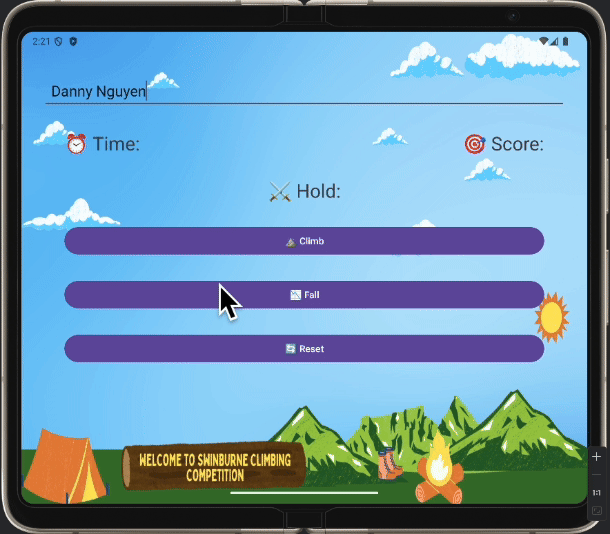 2:21
Danny Nguyen
Time:
Score:
Hold:
Climb
Fall
Reset
WELCOME TO SWINBURNE CLIMBING
COMPETITION
1:1